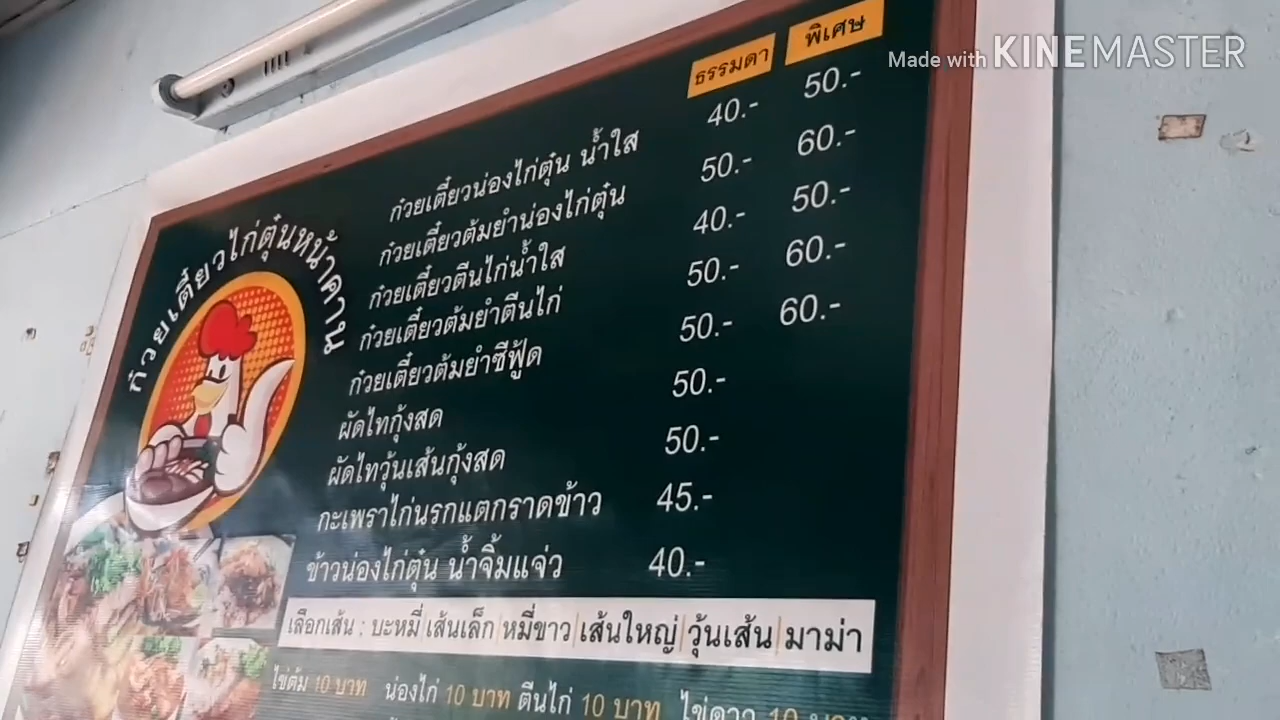 Made with KINEMASTER
ธรรมดา พิเศษ
ก๋วยเตี๋ยวไก่ตุ๋นหน้าคาน
ก๋วยเตี๋ยวน่องไก่ตุ๋น น้ำใส 40.- 50.-
ก๋วยเตี๋ยวต้มยำน่องไก่ตุ๋น 50.- 60.-
ก๋วยเตี๋ยวตีนไก่น้ำใส 40.- 50.-
ก๋วยเตี๋ยวต้มยำตีนไก่ 50.- 60.-
ก๋วยเตี๋ยวต้มยำซีฟู้ด 50.- 60.-
ผัดไทกุ้งสด 50.-
ผัดไทวุ้นเส้นกุ้งสด 50.-
กะเพราไก่นรกแตกราดข้าว 45.-
ข้าวน่องไก่ตุ๋น น้ำจิ้มแจ่ว 40.-
เลือกเส้น : บะหมี่ เส้นเล็ก หมี่ขาว เส้นใหญ่ วุ้นเส้น มาม่า
ไข่ต้ม 10 บาท น่องไก่ 10 บาท ตีนไก่ 10 บาท ไข่ดาว 10 บาท